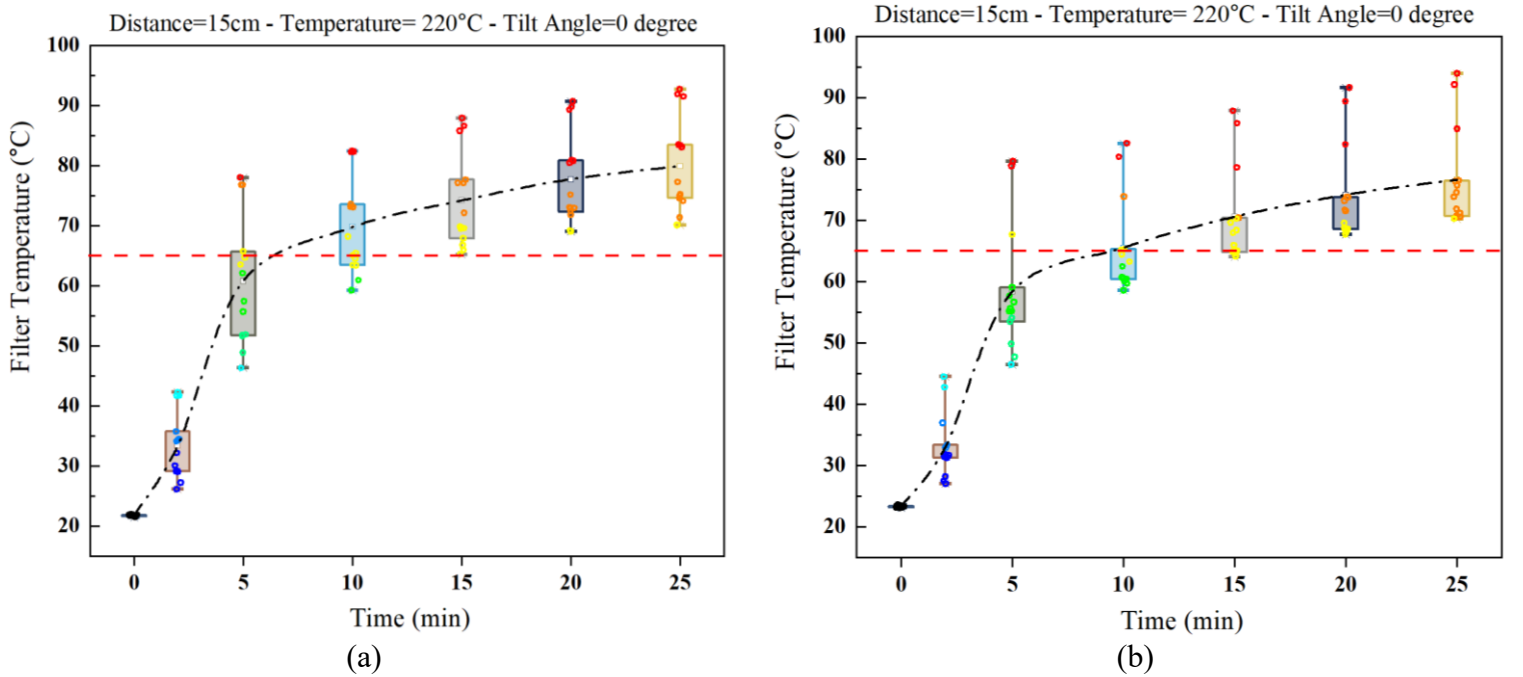 Distance=15cm - Temperature= 220°C - Tilt Angle=0 degree
100
90
80
70
60
50
40
30
20
Filter Temperature (°C)
0 5 10 15 20 25
Time (min)
(a)
Distance=15cm - Temperature= 220°C - Tilt Angle=0 degree
100
90
80
70
60
50
40
30
20
Filter Temperature (°C)
0 5 10 15 20 25
Time (min)
(b)